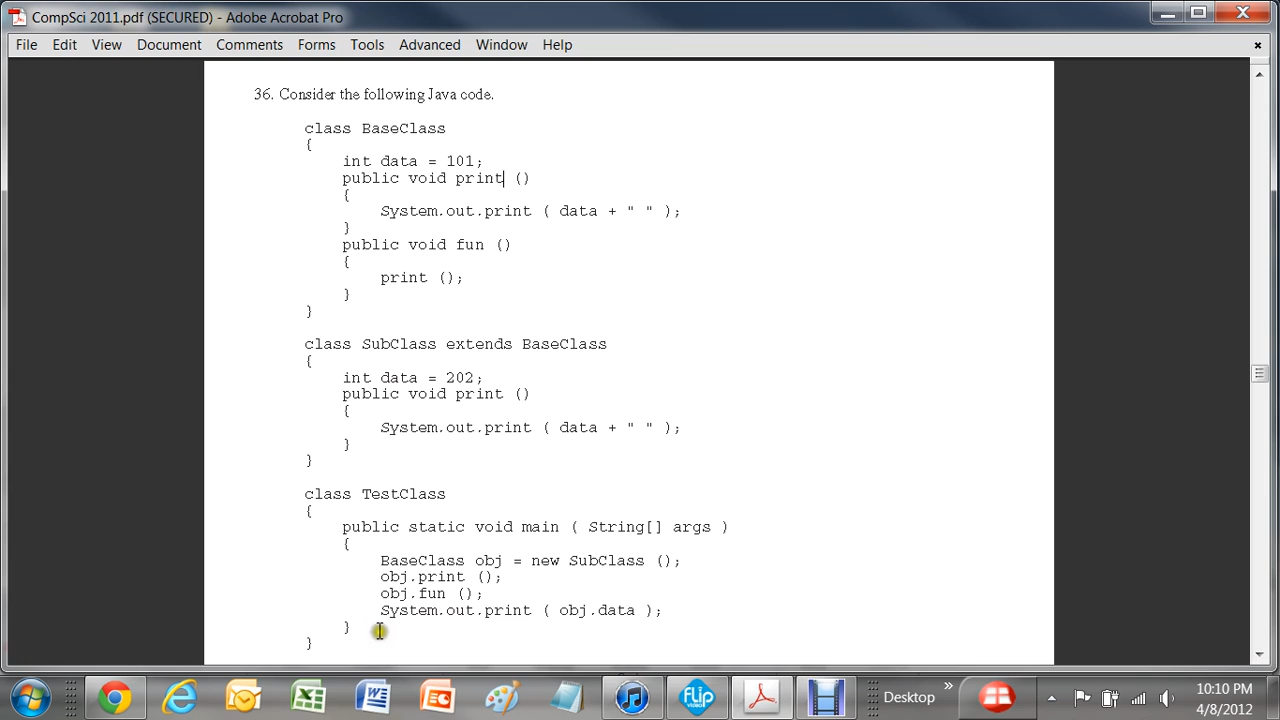 CompSci 2011.pdf (SECURED) - Adobe Acrobat Pro
File Edit View Document Comments Forms Tools Advanced Window Help
36. Consider the following Java code.
class BaseClass
{
int data = 101;
public void print ()
{
System.out.print ( data + " " );
}
public void fun ()
{
print ();
}
}
class SubClass extends BaseClass
{
int data = 202;
public void print ()
{
System.out.print ( data + " " );
}
}
class TestClass
{
public static void main ( String[] args )
{
BaseClass obj = new SubClass ();
obj.print ();
obj.fun ();
System.out.print ( obj.data );
}
}
FLIP VIDEO
Desktop
10:10 PM
4/8/2012